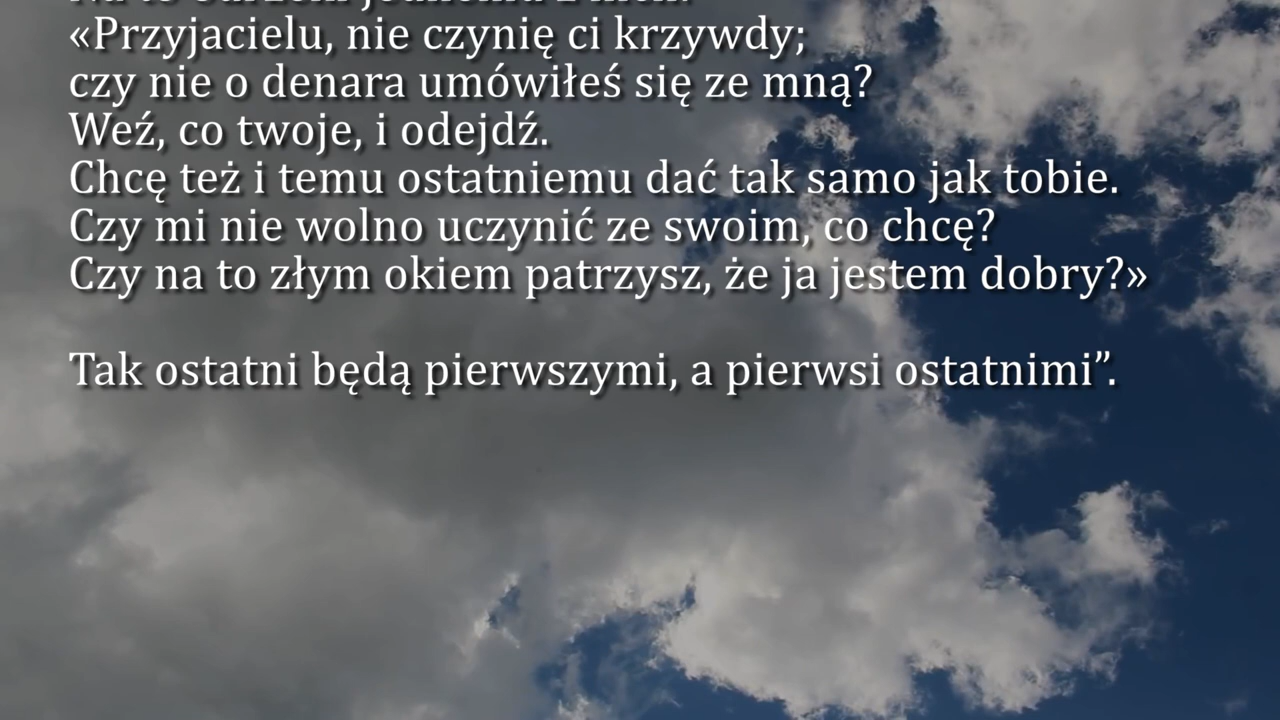 «Przyjacielu, nie czynię ci krzywdy;
czy nie o denara umówiłeś się ze mną?
Weź, co twoje, i odejdź.
Chcę też i temu ostatniemu dać tak samo jak tobie.
Czy mi nie wolno uczynić ze swoim, co chcę?
Czy na to złym okiem patrzysz, że ja jestem dobry?»
Tak ostatni będą pierwszymi, a pierwsi ostatnimi”.